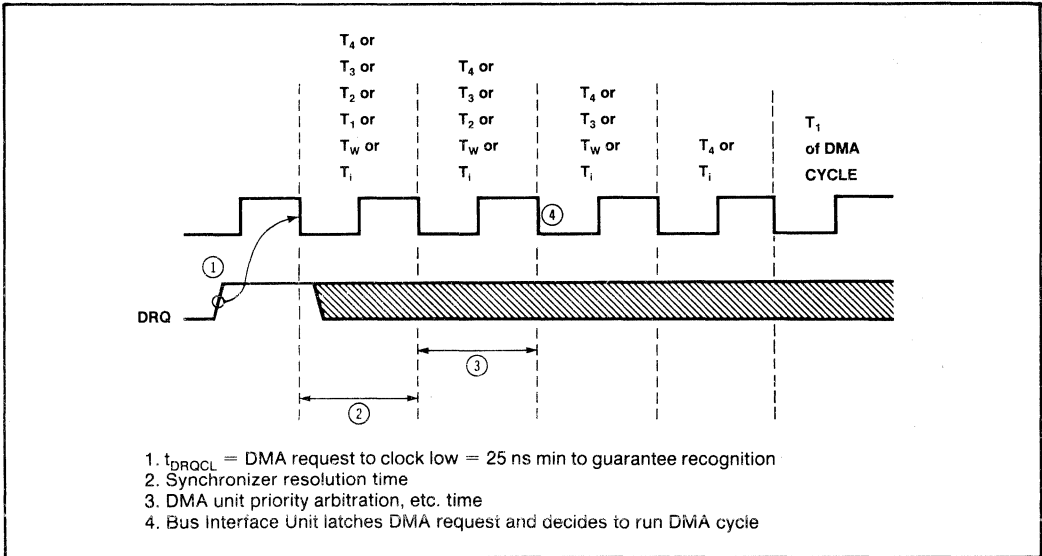 T4 or
T3 or
T2 or
T1 or
TW or
Ti
T4 or
T3 or
T2 or
TW or
Ti
T4 or
T3 or
TW or
Ti
T4 or
Ti
T1
of DMA
CYCLE
4
1
DRQ
3
2
1. tDRQCL = DMA request to clock low = 25 ns min to guarantee recognition
2. Synchronizer resolution time
3. DMA unit priority arbitration, etc. time
4. Bus Interface Unit latches DMA request and decides to run DMA cycle